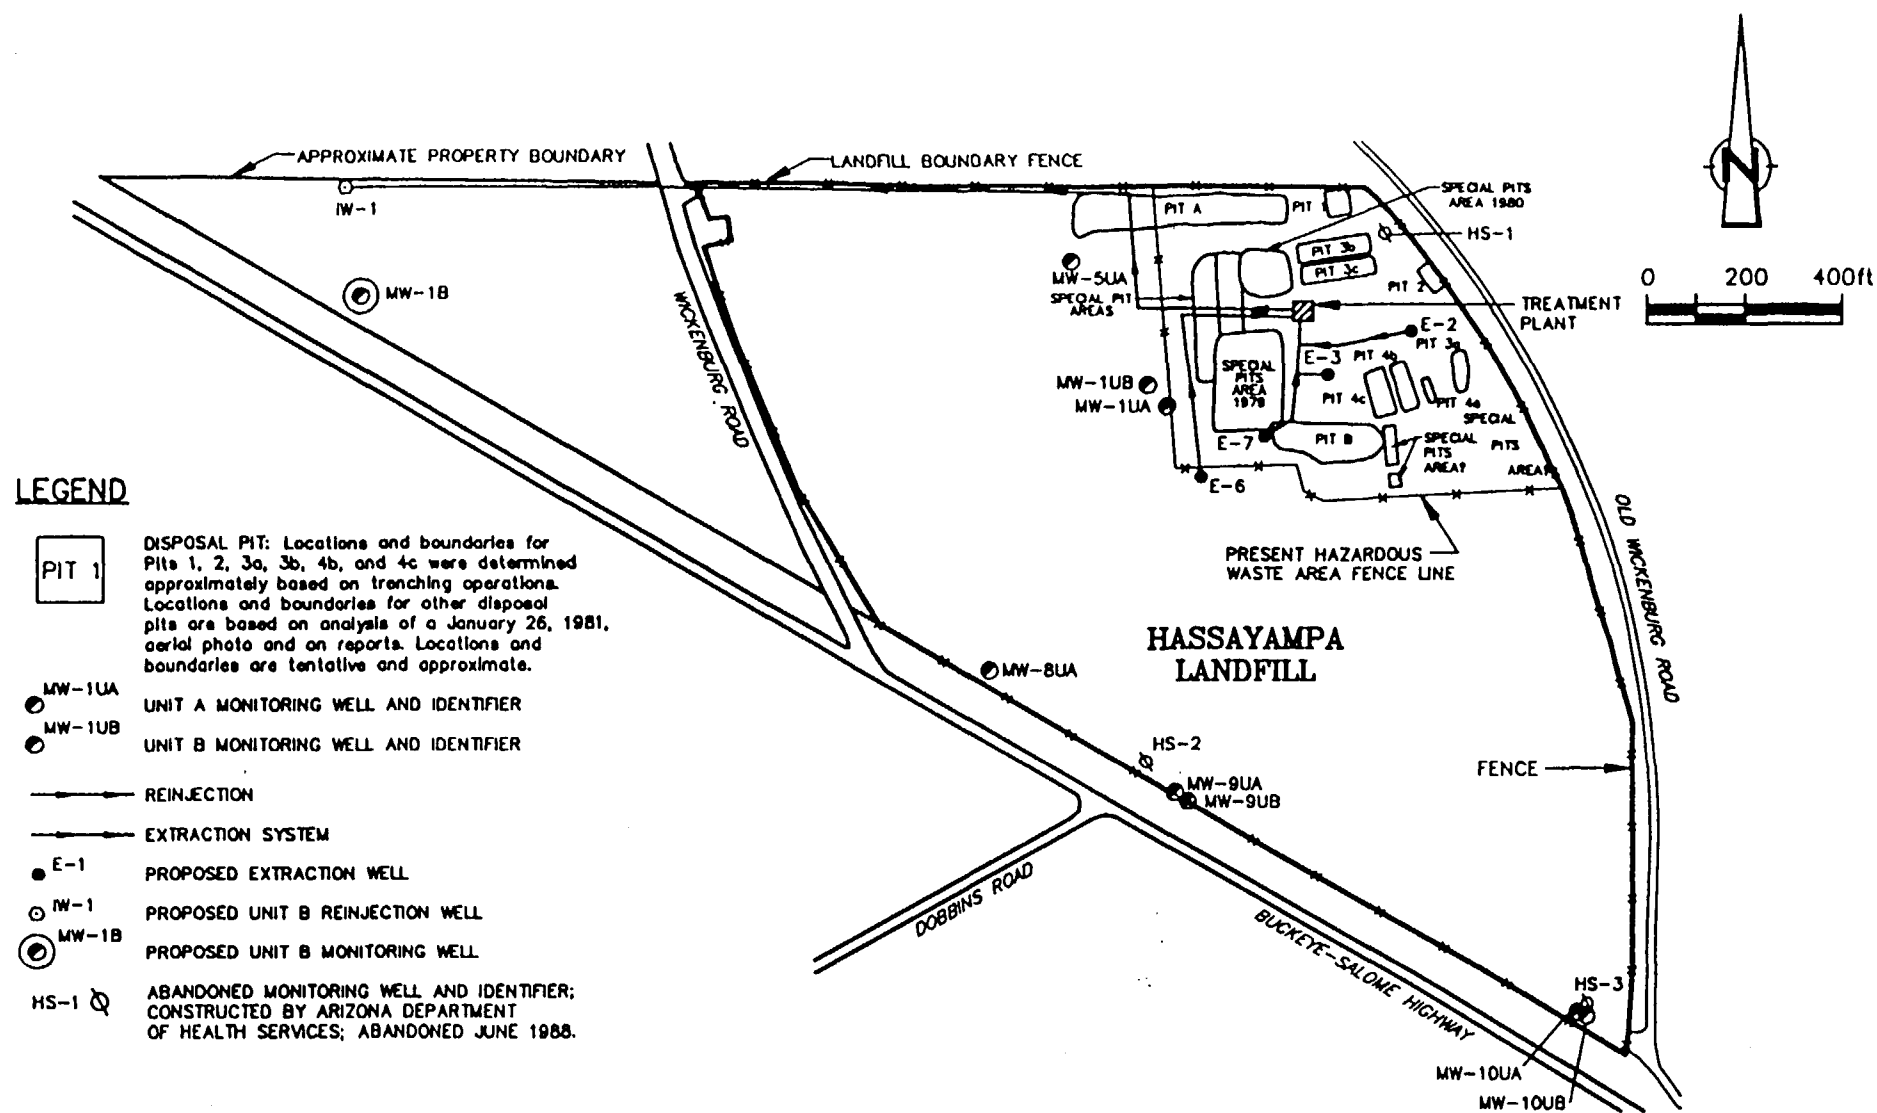 APPROXIMATE PROPERTY BOUNDARY
LANDFILL BOUNDARY FENCE
N
SPECIAL PITS
AREA 1980
IW-1
PIT A
PIT 1
HS-1
PIT 3b
PIT 3c
PIT 2
MW-5UA
SPECIAL PIT
AREAS
MW-1B
0 200 400ft
TREATMENT
PLANT
WICKENBURG ROAD
E-2
PIT 3a
E-3
PIT 4b
SPECIAL
PITS
AREA
1979
MW-1UB
MW-1UA
PIT 4c
PIT 4a
SPECIAL
PITS
AREA?
E-7
PIT B
SPECIAL
PITS
AREA?
E-6
PRESENT HAZARDOUS
WASTE AREA FENCE LINE
OLD WICKENBURG ROAD
HASSAYAMPA
LANDFILL
MW-8UA
HS-2
MW-9UA
MW-9UB
FENCE
DOBBINS ROAD
BUCKEYE-SALOME HIGHWAY
HS-3
MW-10UA
MW-10UB
LEGEND
PIT 1
DISPOSAL PIT: Locations and boundaries for
Pits 1, 2, 3a, 3b, 4b, and 4c were determined
approximately based on trenching operations.
Locations and boundaries for other disposal
pits are based on analysis of a January 26, 1981,
aerial photo and on reports. Locations and
boundaries are tentative and approximate.
MW-1UA
UNIT A MONITORING WELL AND IDENTIFIER
MW-1UB
UNIT B MONITORING WELL AND IDENTIFIER
REINJECTION
EXTRACTION SYSTEM
E-1
PROPOSED EXTRACTION WELL
IW-1
PROPOSED UNIT B REINJECTION WELL
MW-1B
PROPOSED UNIT B MONITORING WELL
HS-1
ABANDONED MONITORING WELL AND IDENTIFIER;
CONSTRUCTED BY ARIZONA DEPARTMENT
OF HEALTH SERVICES; ABANDONED JUNE 1988.